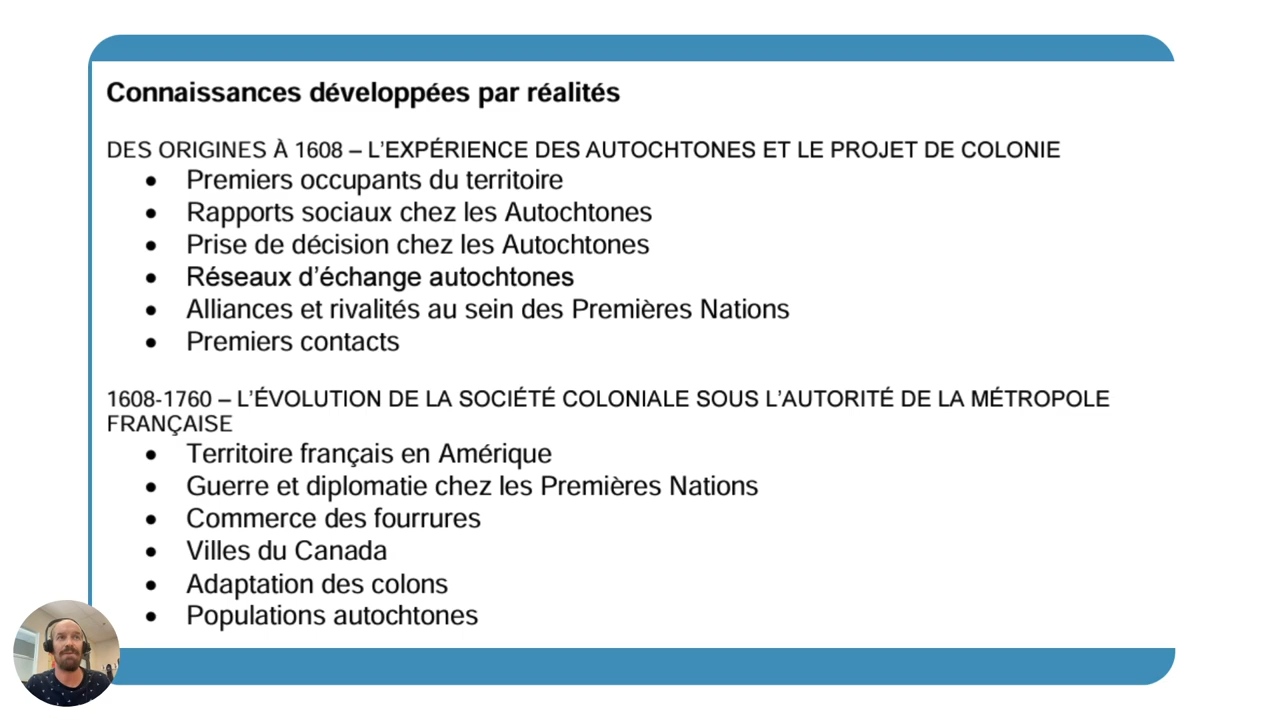 Connaissances développées par réalités
DES ORIGINES À 1608 – L’EXPÉRIENCE DES AUTOCHTONES ET LE PROJET DE COLONIE
• Premiers occupants du territoire
• Rapports sociaux chez les Autochtones
• Prise de décision chez les Autochtones
• Réseaux d’échange autochtones
• Alliances et rivalités au sein des Premières Nations
• Premiers contacts
1608-1760 – L’ÉVOLUTION DE LA SOCIÉTÉ COLONIALE SOUS L’AUTORITÉ DE LA MÉTROPOLE
FRANÇAISE
• Territoire français en Amérique
• Guerre et diplomatie chez les Premières Nations
• Commerce des fourrures
• Villes du Canada
• Adaptation des colons
• Populations autochtones